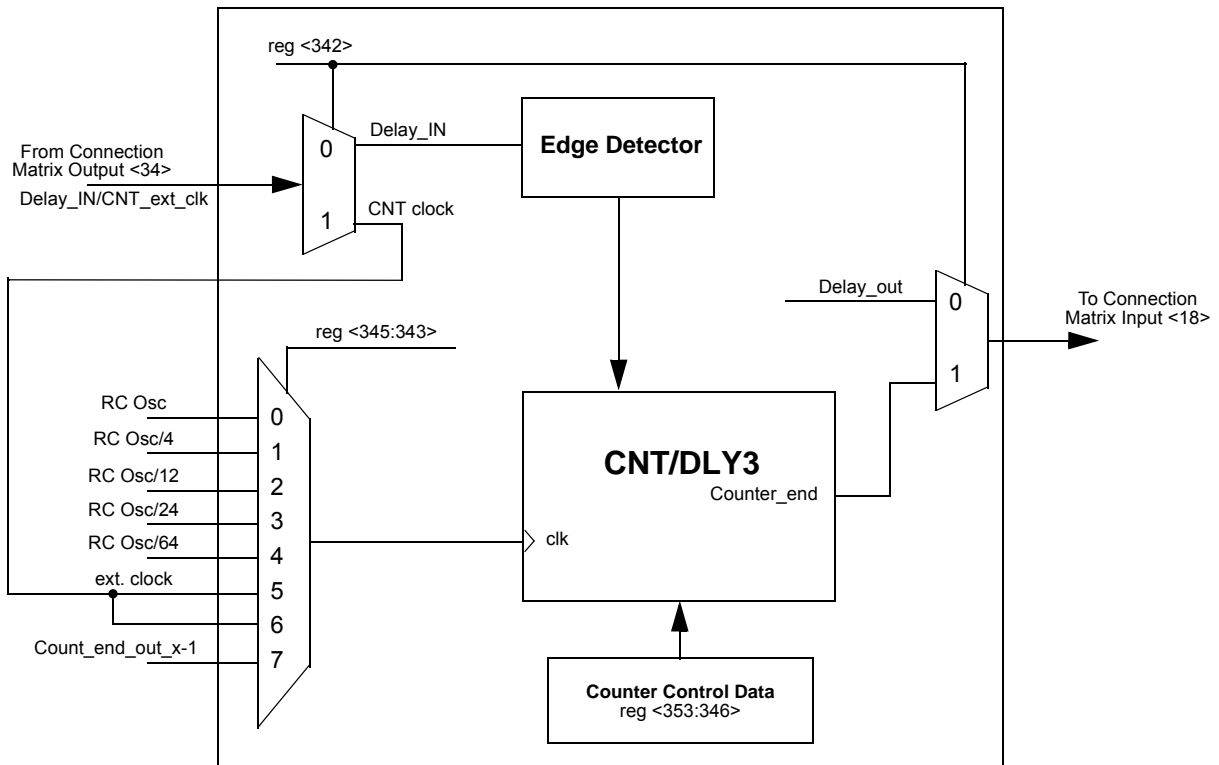 reg <342>
From Connection
Matrix Output <34>
Delay_IN/CNT_ext_clk
0
1
Delay_IN
CNT clock
Edge Detector
Delay_out
0
1
To Connection
Matrix Input <18>
reg <345:343>
RC Osc
RC Osc/4
RC Osc/12
RC Osc/24
RC Osc/64
ext. clock
Count_end_out_x-1
0
1
2
3
4
5
6
7
CNT/DLY3
Counter_end
clk
Counter Control Data
reg <353:346>